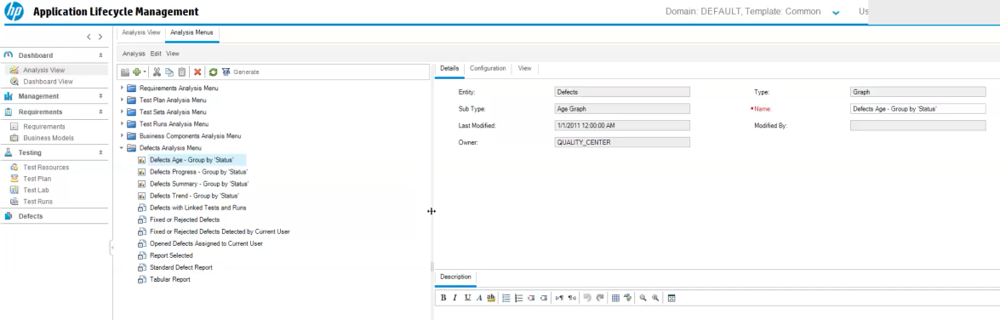 hp Application Lifecycle Management Domain: DEFAULT, Template: Common Us
Analysis View Analysis Menus
Dashboard
Analysis View
Dashboard View
Management
Requirements
Requirements
Business Models
Testing
Test Resources
Test Plan
Test Lab
Test Runs
Defects
Analysis Edit View
Generate
Requirements Analysis Menu
Test Plan Analysis Menu
Test Sets Analysis Menu
Test Runs Analysis Menu
Business Components Analysis Menu
Defects Analysis Menu
Defects Age - Group by 'Status'
Defects Progress - Group by 'Status'
Defects Summary - Group by 'Status'
Defects Trend - Group by 'Status'
Defects with Linked Tests and Runs
Fixed or Rejected Defects
Fixed or Rejected Defects Detected by Current User
Opened Defects Assigned to Current User
Report Selected
Standard Defect Report
Tabular Report
Details Configuration View
Entity: Defects Type: Graph
Sub Type: Age Graph *Name: Defects Age - Group by 'Status'
Last Modified: 1/1/2011 12:00:00 AM Modified By:
Owner: QUALITY_CENTER
Description
B I U A ab